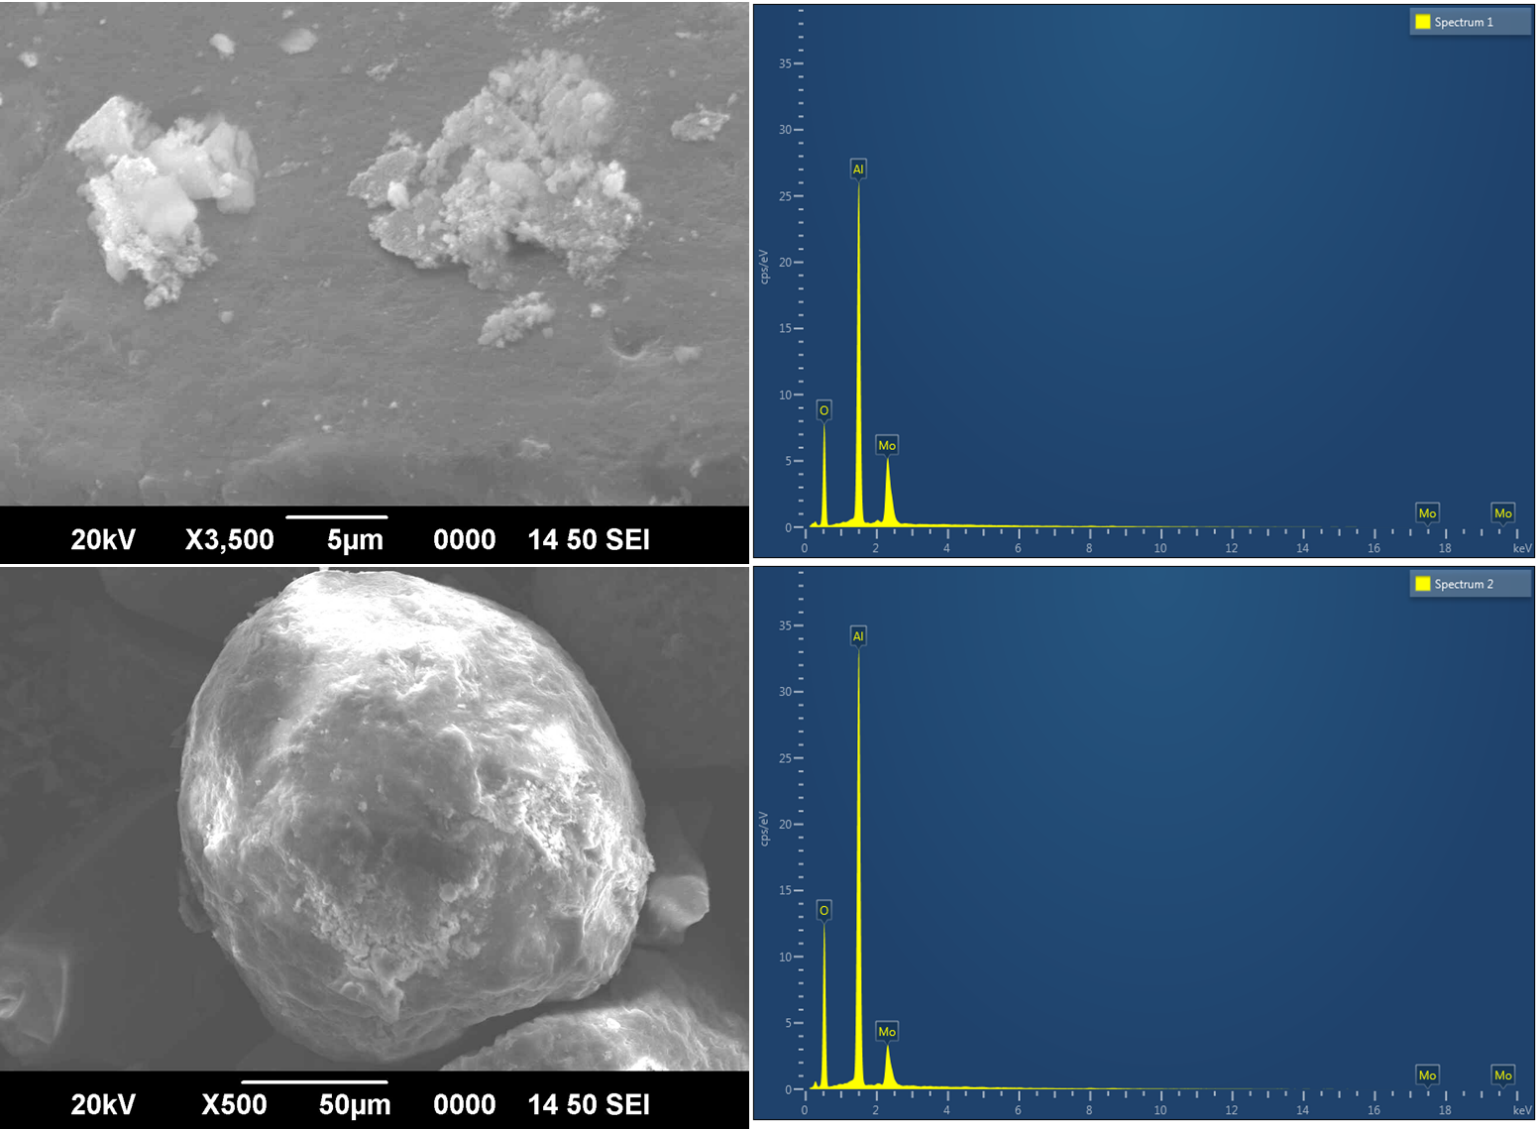 Spectrum 1
35
30
Al
25
cps/eV
20
15
O
10
Mo
5
Mo Mo
0
0 2 4 6 8 10 12 14 16 18 keV
20kV X3,500 5µm 0000 14 50 SEI
Spectrum 2
35
Al
30
25
cps/eV
20
15
O
10
5
Mo
Mo Mo
0
0 2 4 6 8 10 12 14 16 18 keV
20kV X500 50µm 0000 14 50 SEI